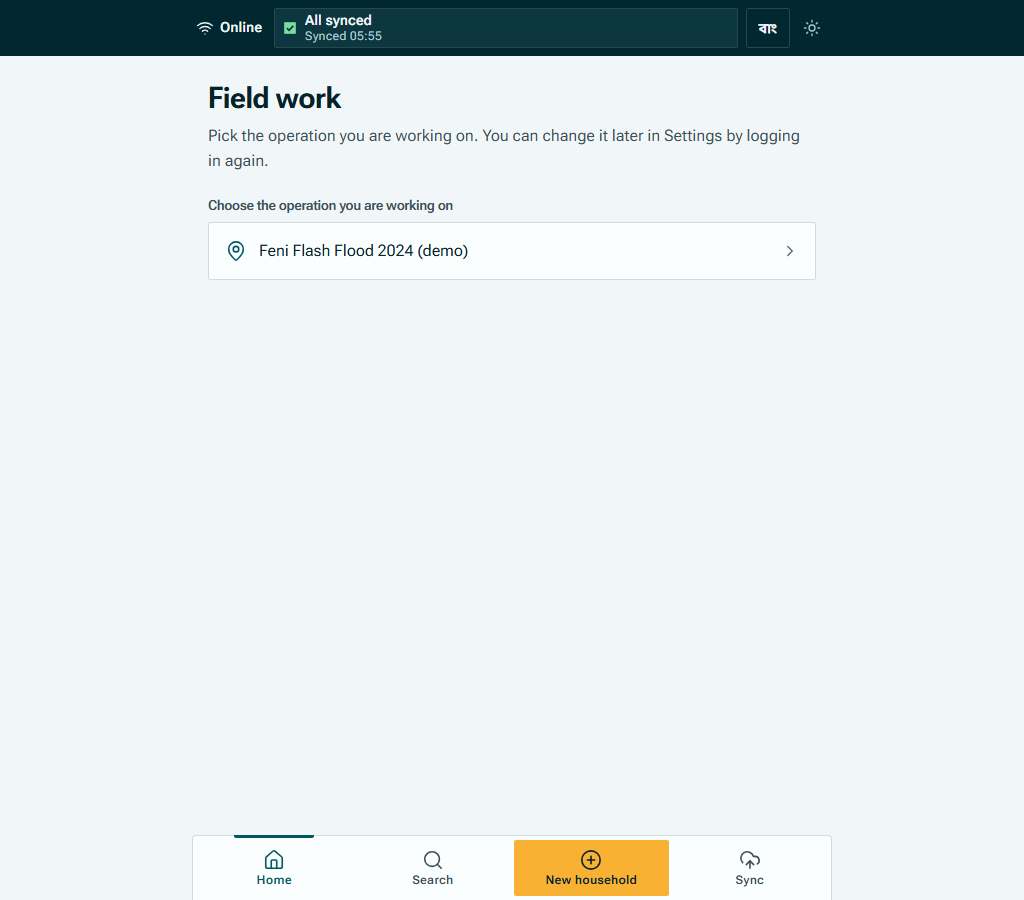 Online
All synced
Synced 05:55
বাং
Field work
Pick the operation you are working on. You can change it later in Settings by logging
in again.
Choose the operation you are working on
Feni Flash Flood 2024 (demo)
Home
Search
New household
Sync